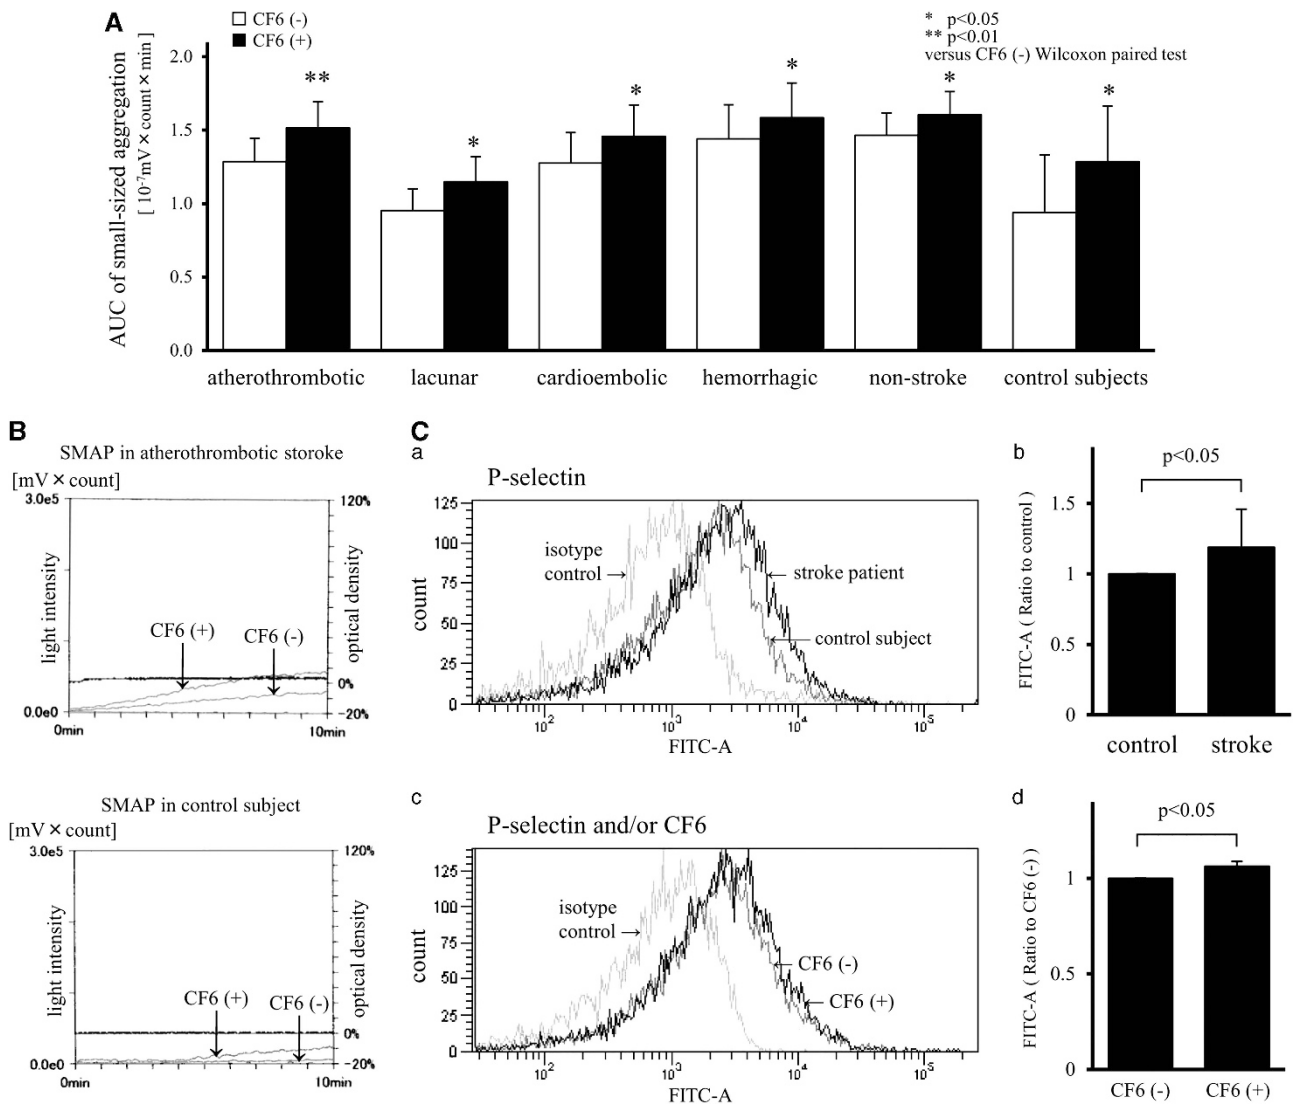 A
CF6 (-)
CF6 (+)
* p<0.05
** p<0.01
versus CF6 (-) Wilcoxon paired test
AUC of small-sized aggregation
[ 10⁻⁷mV×count×min ]
2.0
1.5
1.0
0.5
0.0
**
*
*
*
*
*
atherothrombotic
lacunar
cardioembolic
hemorrhagic
non-stroke
control subjects
B
SMAP in atherothrombotic storoke
[mV×count]
3.0e5
0.0e0
light intensity
120%
0%
-20%
optical density
CF6 (+)
CF6 (-)
0min
10min
SMAP in control subject
[mV×count]
3.0e5
0.0e0
light intensity
120%
0%
-20%
optical density
CF6 (+)
CF6 (-)
0min
10min
C
a
P-selectin
count
125
100
75
50
25
0
isotype
control →
stroke patient
control subject
10²
10³
10⁴
10⁵
FITC-A
b
p<0.05
FITC-A ( Ratio to control )
1.5
1
0.5
0
control
stroke
c
P-selectin and/or CF6
count
125
100
75
50
25
0
isotype
control →
CF6 (-)
CF6 (+)
10²
10³
10⁴
10⁵
FITC-A
d
p<0.05
FITC-A ( Ratio to CF6 (-) )
1
0.5
0
CF6 (-)
CF6 (+)